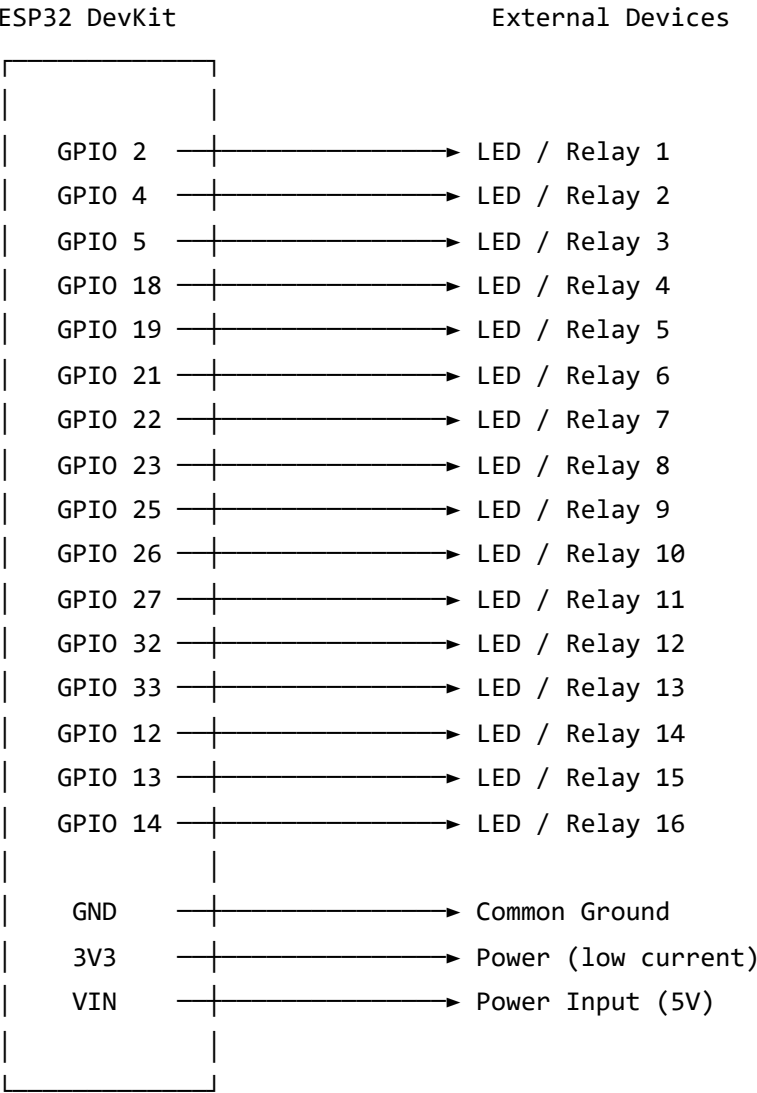 ESP32 DevKit External Devices
GPIO 2 LED / Relay 1
GPIO 4 LED / Relay 2
GPIO 5 LED / Relay 3
GPIO 18 LED / Relay 4
GPIO 19 LED / Relay 5
GPIO 21 LED / Relay 6
GPIO 22 LED / Relay 7
GPIO 23 LED / Relay 8
GPIO 25 LED / Relay 9
GPIO 26 LED / Relay 10
GPIO 27 LED / Relay 11
GPIO 32 LED / Relay 12
GPIO 33 LED / Relay 13
GPIO 12 LED / Relay 14
GPIO 13 LED / Relay 15
GPIO 14 LED / Relay 16
GND Common Ground
3V3 Power (low current)
VIN Power Input (5V)